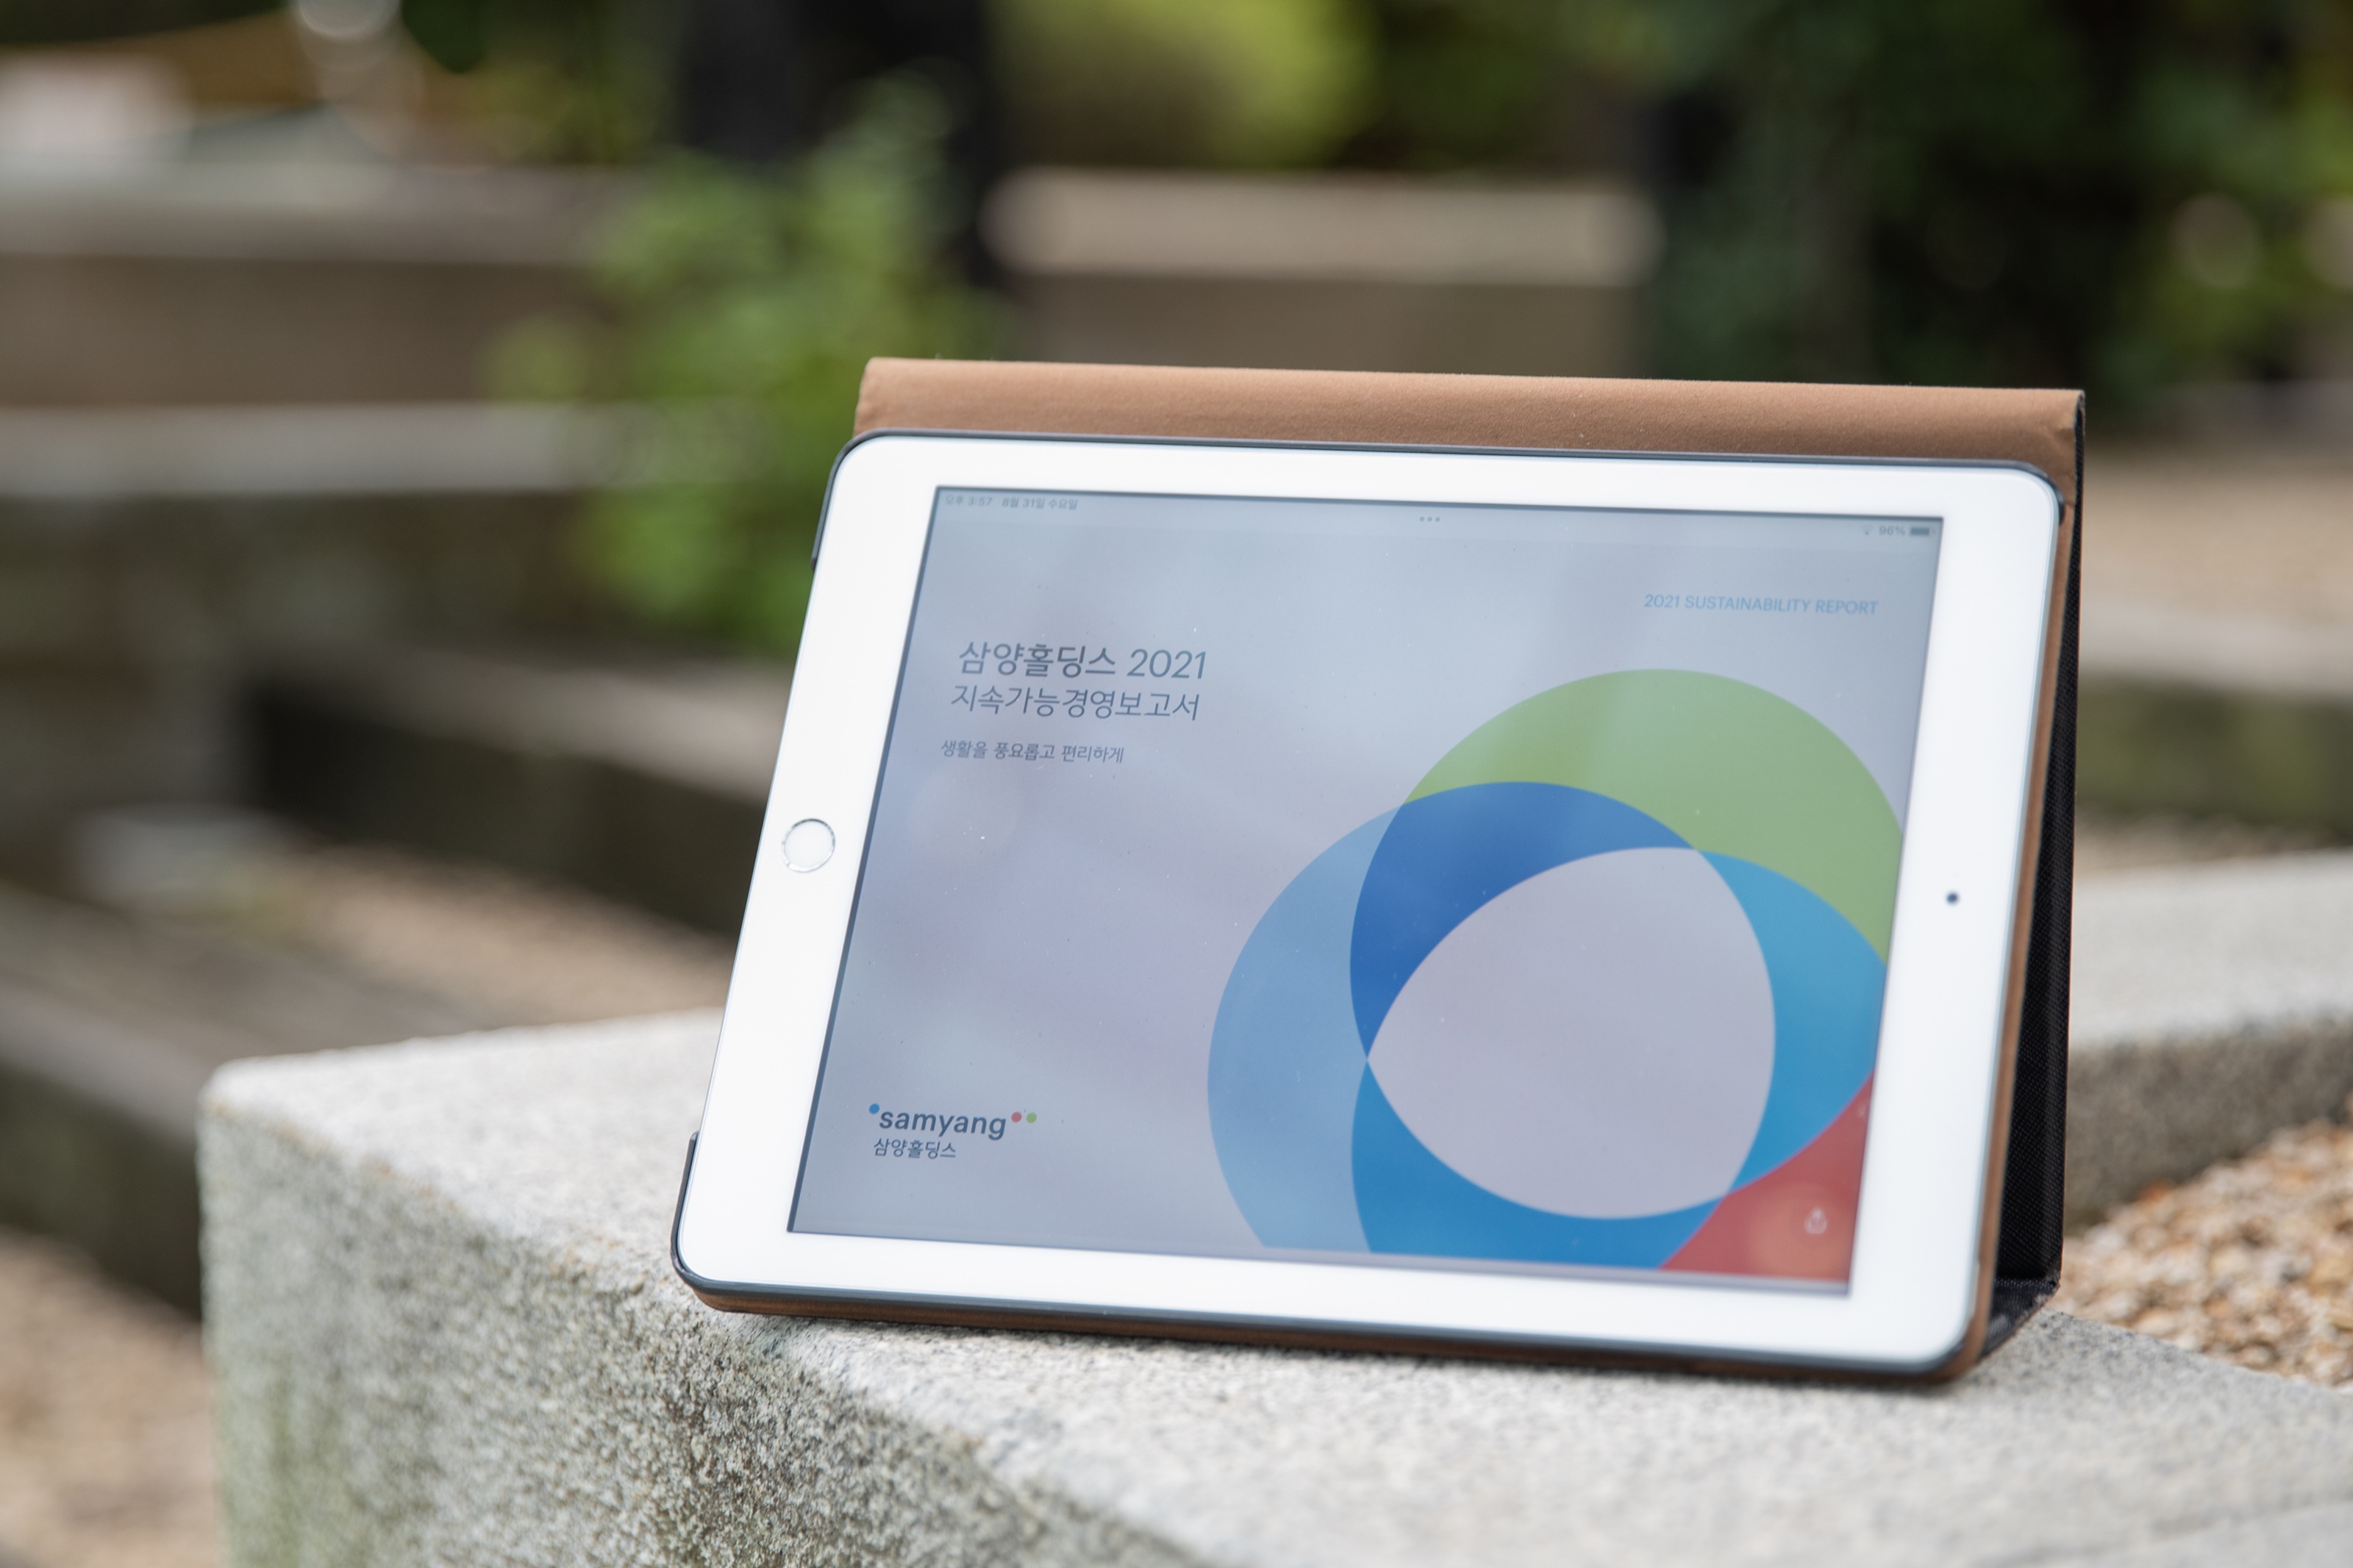 오후 3:57 8월 31일 수요일
96%
2021 SUSTAINABILITY REPORT
삼양홀딩스 2021
지속가능경영보고서
생활을 풍요롭고 편리하게
samyang
삼양홀딩스